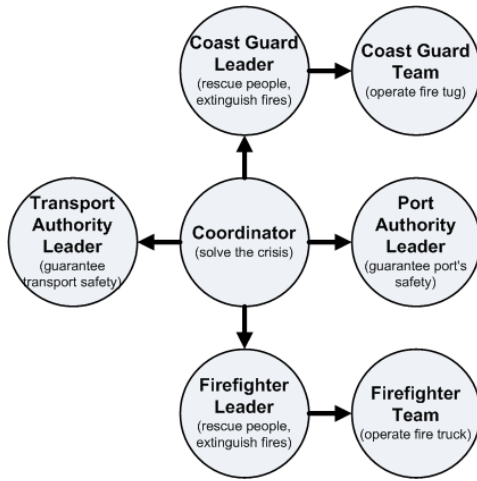 Coast Guard
Leader
(rescue people,
extinguish fires)
Coast Guard
Team
(operate fire tug)
Transport
Authority
Leader
(guarantee
transport safety)
Coordinator
(solve the crisis)
Port
Authority
Leader
(guarantee port's
safety)
Firefighter
Leader
(rescue people,
extinguish fires)
Firefighter
Team
(operate fire truck)